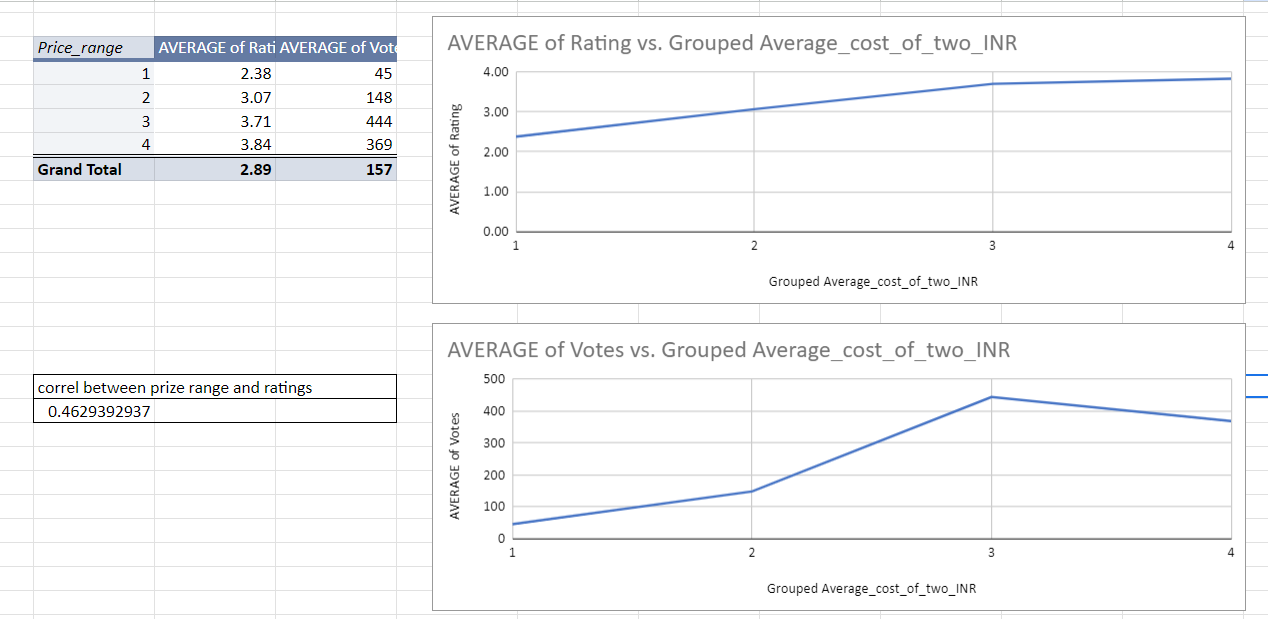 Price_range AVERAGE of Rati AVERAGE of Vote
1 2.38 45
2 3.07 148
3 3.71 444
4 3.84 369
Grand Total 2.89 157
correl between prize range and ratings
0.4629392937
AVERAGE of Rating vs. Grouped Average_cost_of_two_INR
AVERAGE of Rating
4.00
3.00
2.00
1.00
0.00
1 2 3 4
Grouped Average_cost_of_two_INR
AVERAGE of Votes vs. Grouped Average_cost_of_two_INR
AVERAGE of Votes
500
400
300
200
100
0
1 2 3 4
Grouped Average_cost_of_two_INR